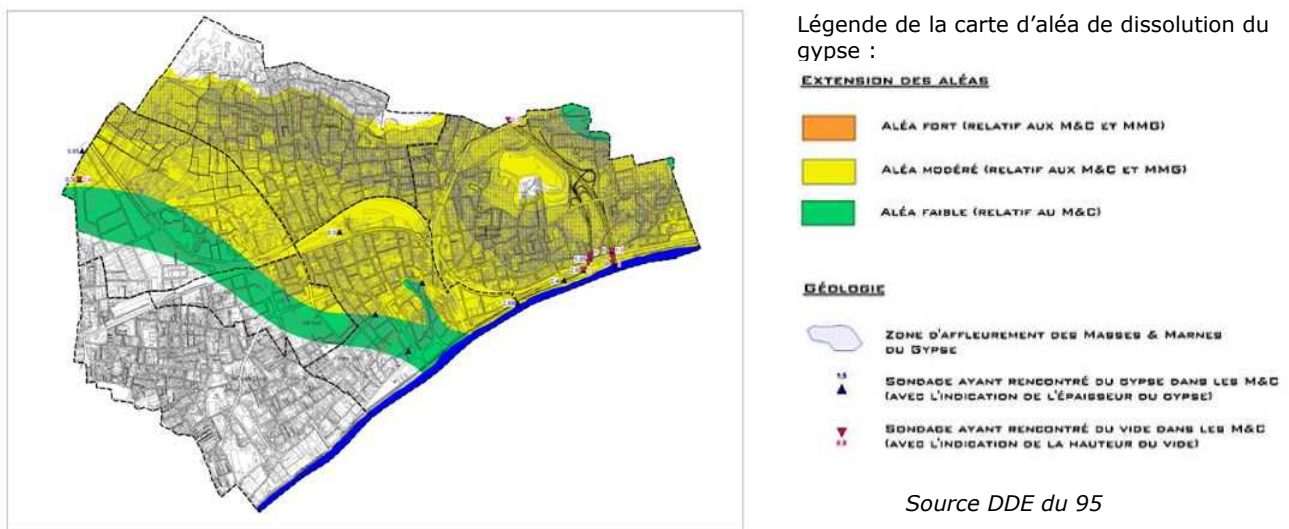 Légende de la carte d’aléa de dissolution du
gypse :
EXTENSION DES ALÉAS
ALÉA FORT (RELATIF AUX M&C ET MMG)
ALÉA MODÉRÉ (RELATIF AUX M&C ET MMG)
ALÉA FAIBLE (RELATIF AU M&C)
GÉOLOGIE
ZONE D'AFFLEUREMENT DES MASSES & MARNES
DU GYPSE
SONDAGE AYANT RENCONTRÉ DU GYPSE DANS LES M&C
(AVEC L'INDICATION DE L'ÉPAISSEUR DU GYPSE)
SONDAGE AYANT RENCONTRÉ DU VIDE DANS LES M&C
(AVEC L'INDICATION DE LA HAUTEUR DU VIDE)
Source DDE du 95